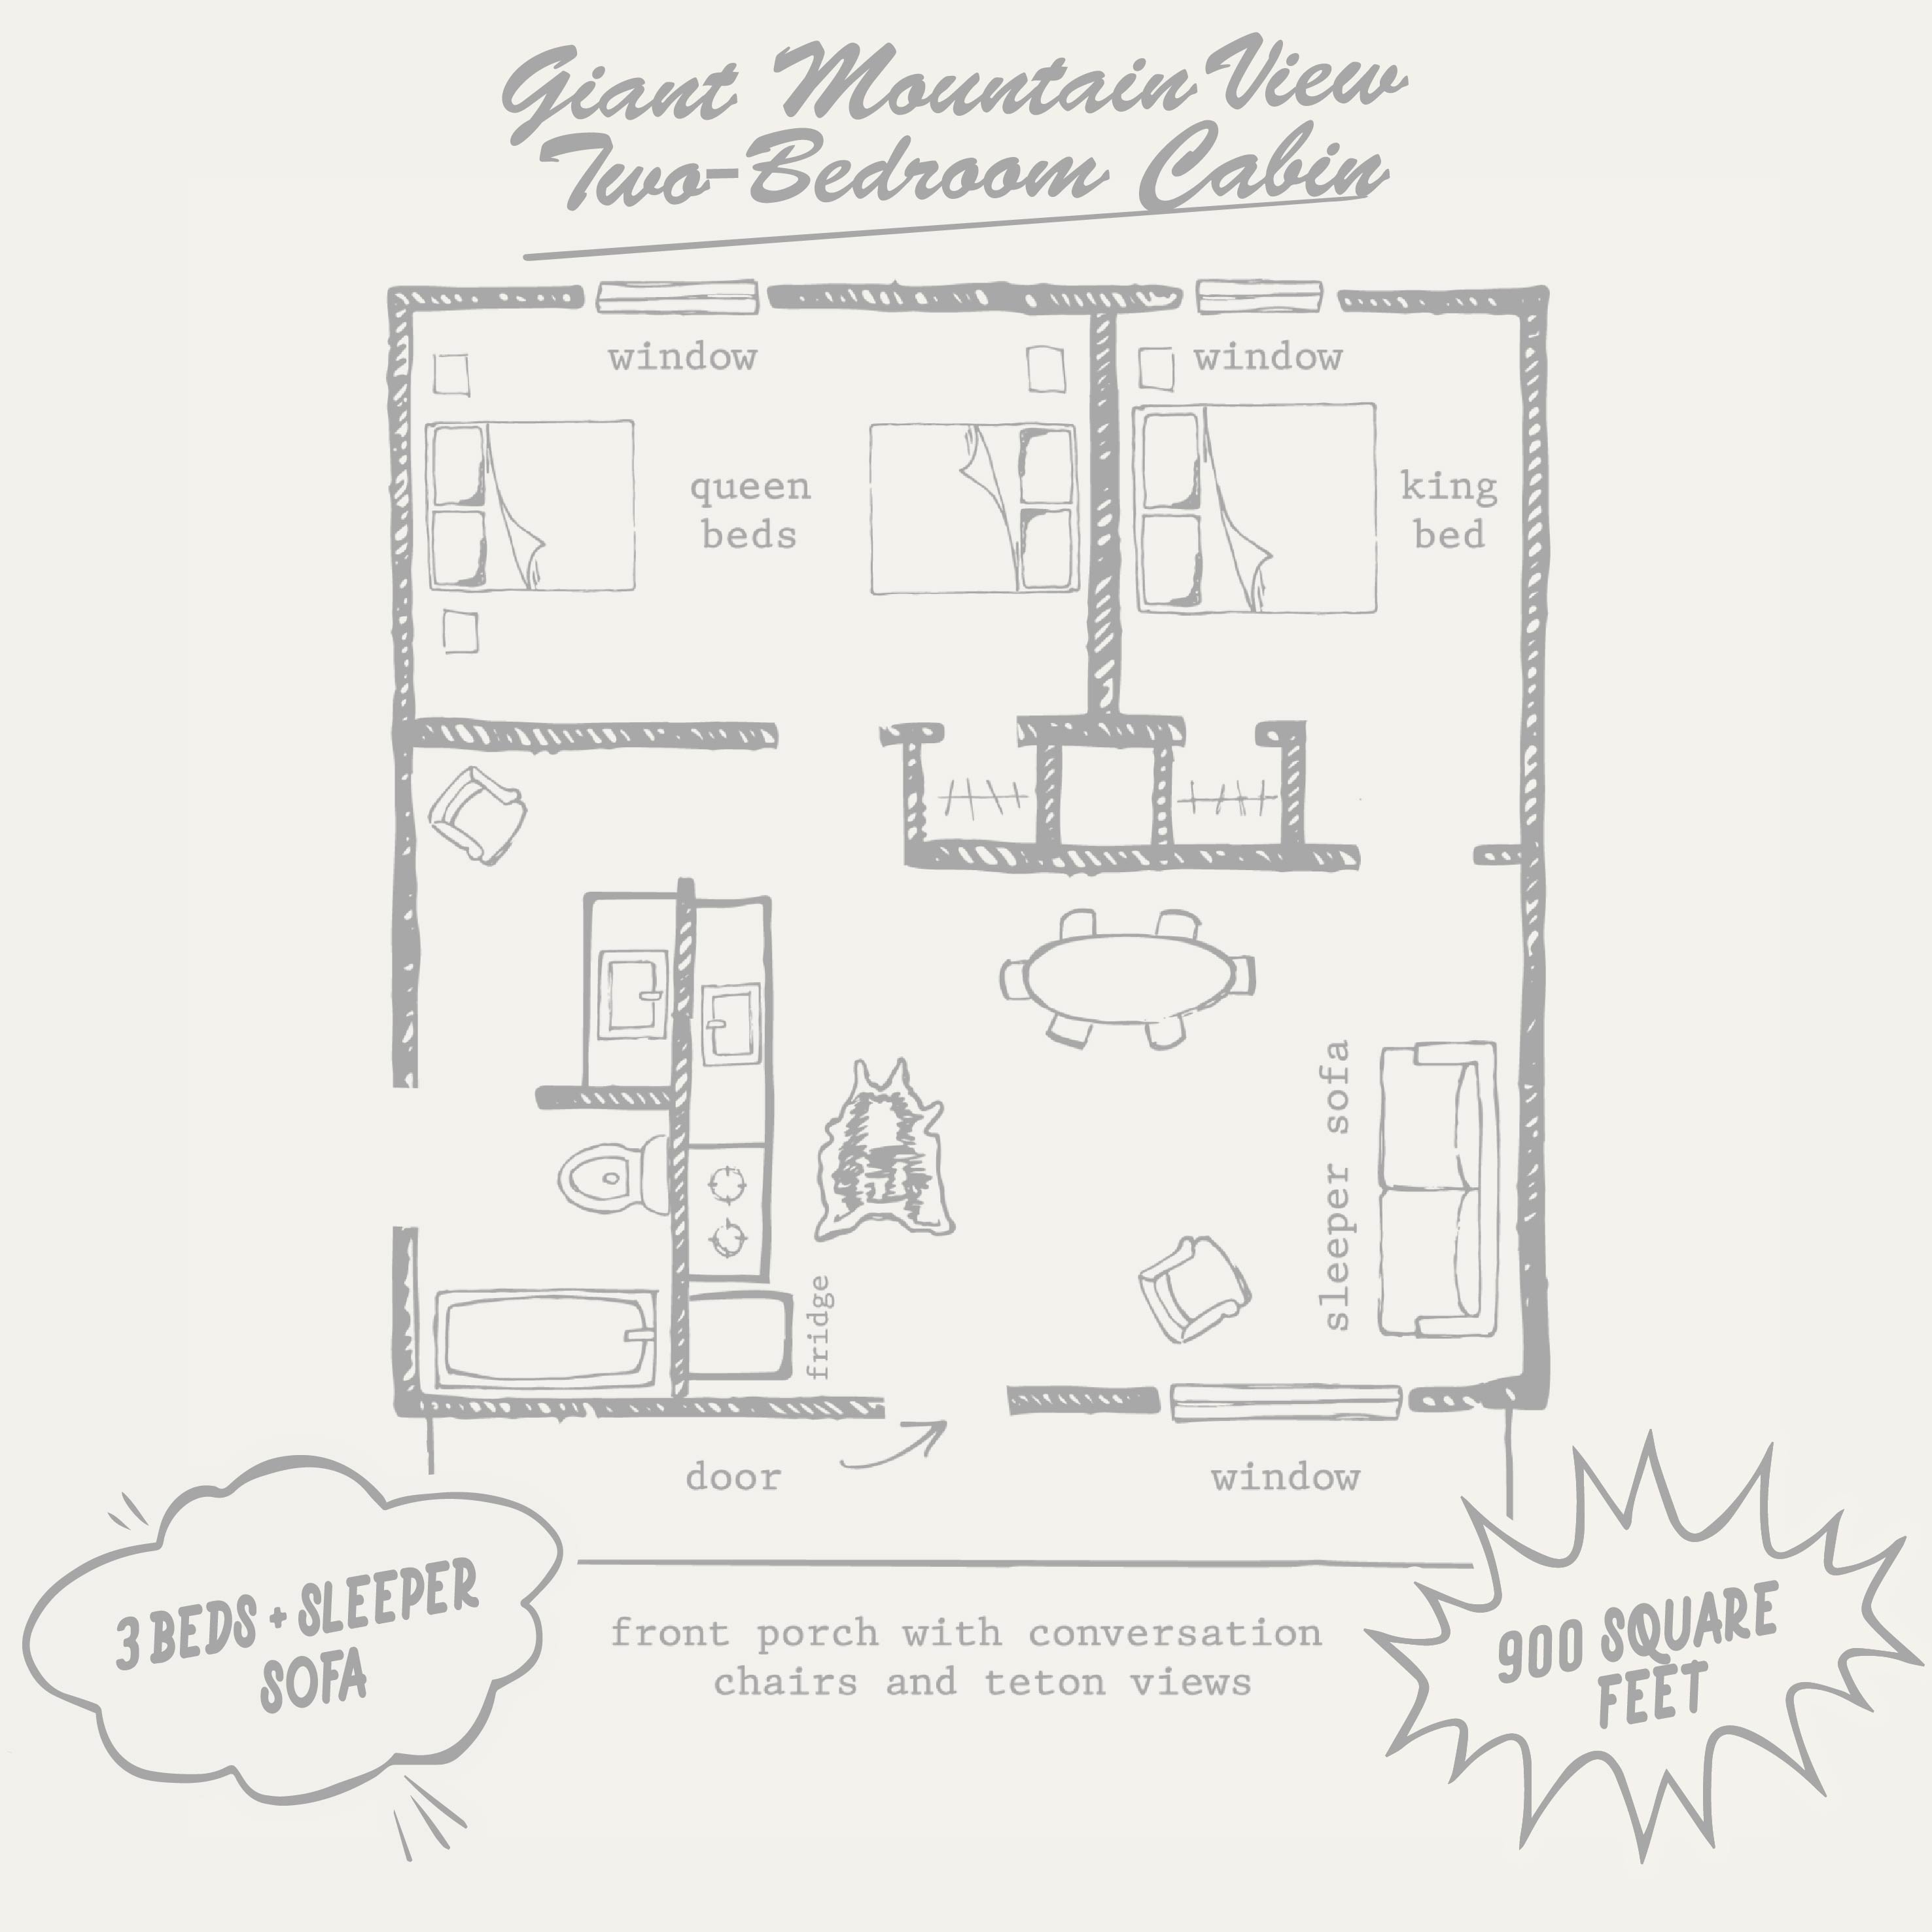 Giant Mountain View
Two-Bedroom Cabin
window
window
queen
beds
king
bed
sleeper sofa
fridge
door
window
3 BEDS + SLEEPER
SOFA
900 SQUARE
FEET
front porch with conversation
chairs and teton views